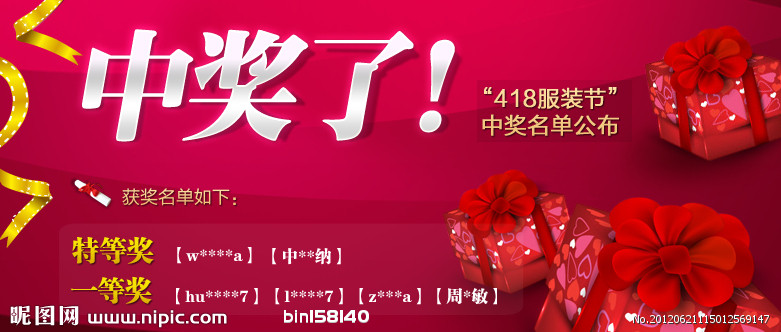 中奖了!
“418服装节”
中奖名单公布
获奖名单如下:
特等奖 【w****a】【中**纳】
一等奖 【hu****7】【l****7】【z***a】【周*敏】
昵图网 www.nipic.com bin158140
No.20120621115012569147